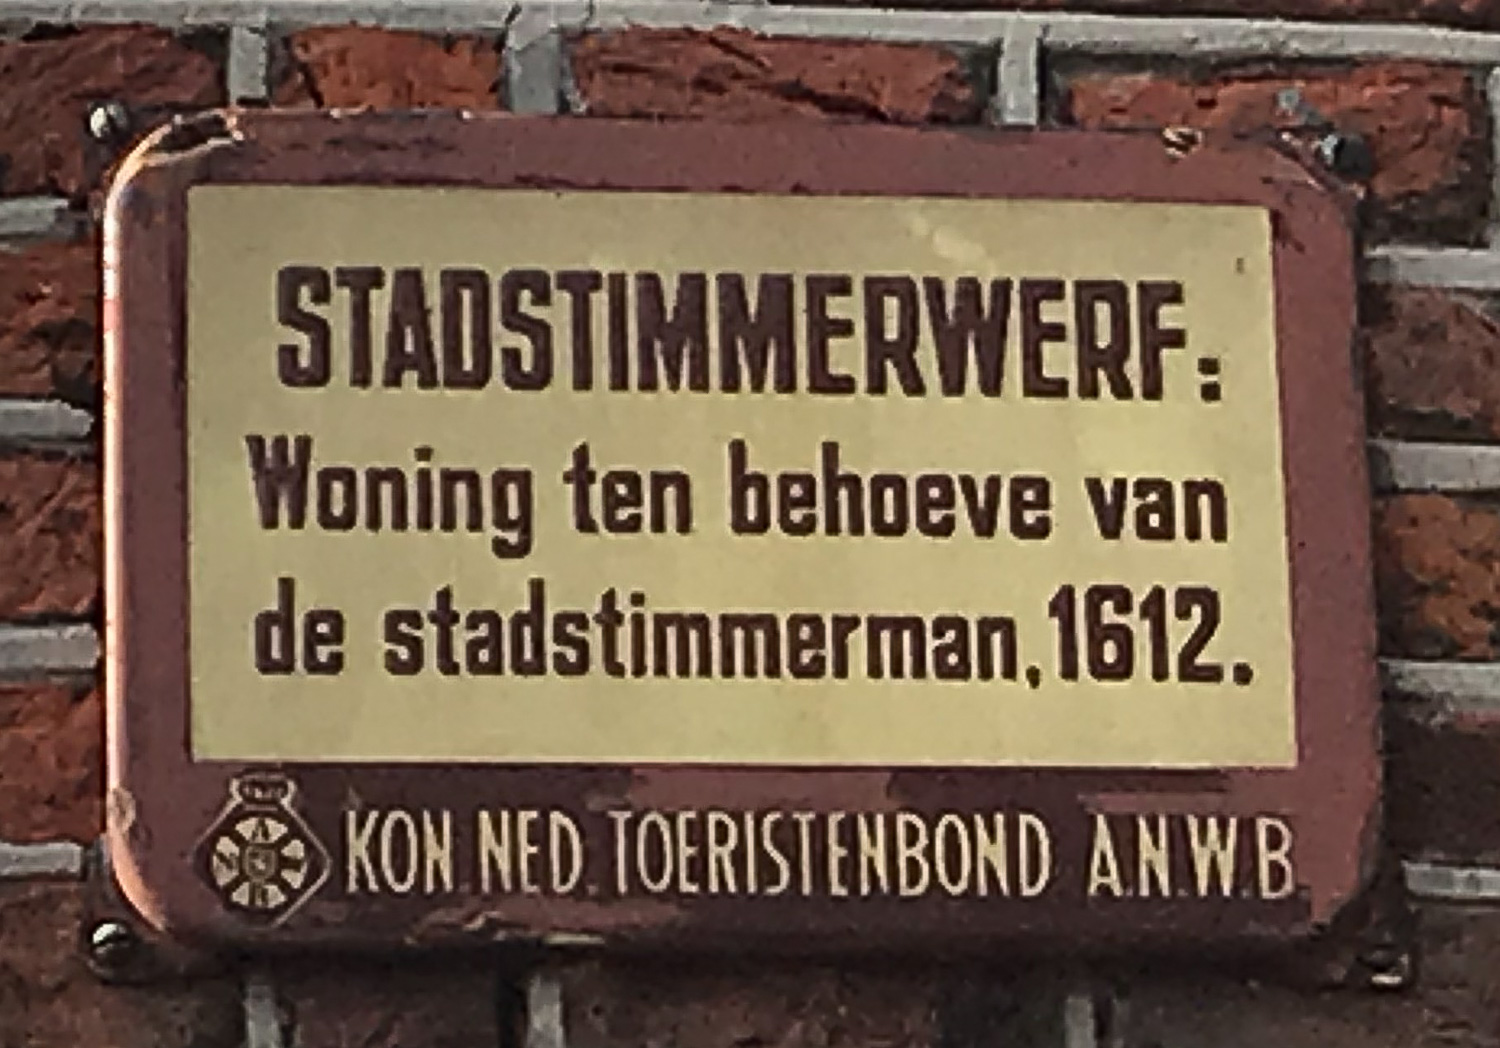 STADSTIMMERWERF:
Woning ten behoeve van
de stadstimmerman, 1612.
KON. NED. TOERISTENBOND A.N.W.B.